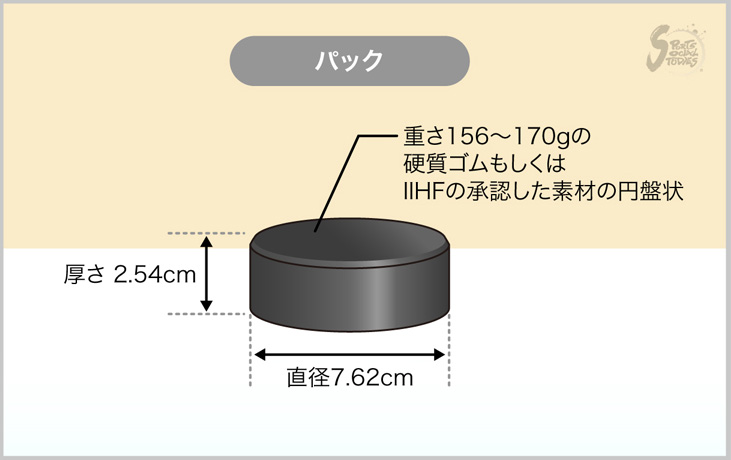 パック
SPORTS
SOCIAL
STUDIES
重さ156〜170gの
硬質ゴムもしくは
IIHFの承認した素材の円盤状
厚さ 2.54cm
直径7.62cm